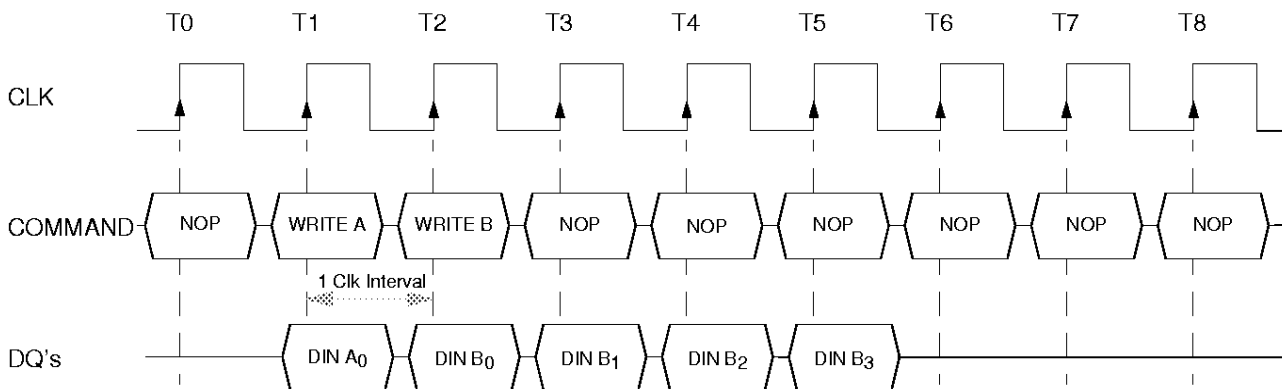 T0 T1 T2 T3 T4 T5 T6 T7 T8
CLK
COMMAND NOP WRITE A WRITE B NOP NOP NOP NOP NOP NOP
1 Clk Interval
DQ's DIN A0 DIN B0 DIN B1 DIN B2 DIN B3